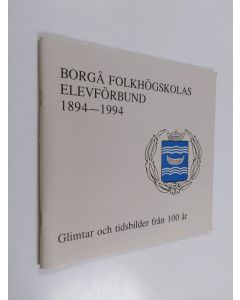 BORGÅ FOLKHÖGSKOLAS
ELEVFÖRBUND
1894—1994
Glimtar och tidsbilder från 100 år